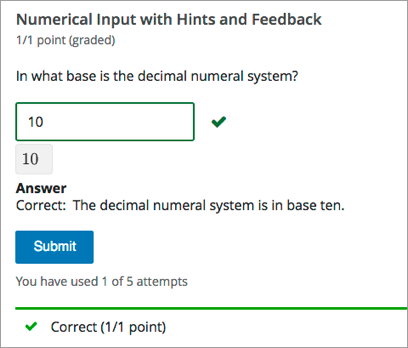 Numerical Input with Hints and Feedback
1/1 point (graded)
In what base is the decimal numeral system?
10
10
Answer
Correct: The decimal numeral system is in base ten.
Submit
You have used 1 of 5 attempts
Correct (1/1 point)